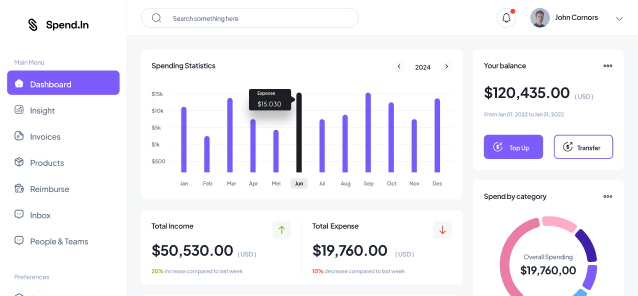 Spend.In
Search something here
John Cornors
Main Menu
Dashboard
Insight
Invoices
Products
Reimburse
Inbox
People & Teams
Preferences
Spending Statistics
2024
$15k
$10k
$5k
$1k
$500
Expense
$15.030
Jan Feb Mar Apr Mei Jun Jul Aug Sep Oct Nov Des
Total Income
$50,530.00 (USD)
20% increase compared to last week
Total Expense
$19,760.00 (USD)
10% decrease compared to last week
Your balance
$120,435.00 (USD)
From Jan 01, 2022 to Jan 31, 2022
Top Up
Transfer
Spend by category
Overall Spending
$19,760,00